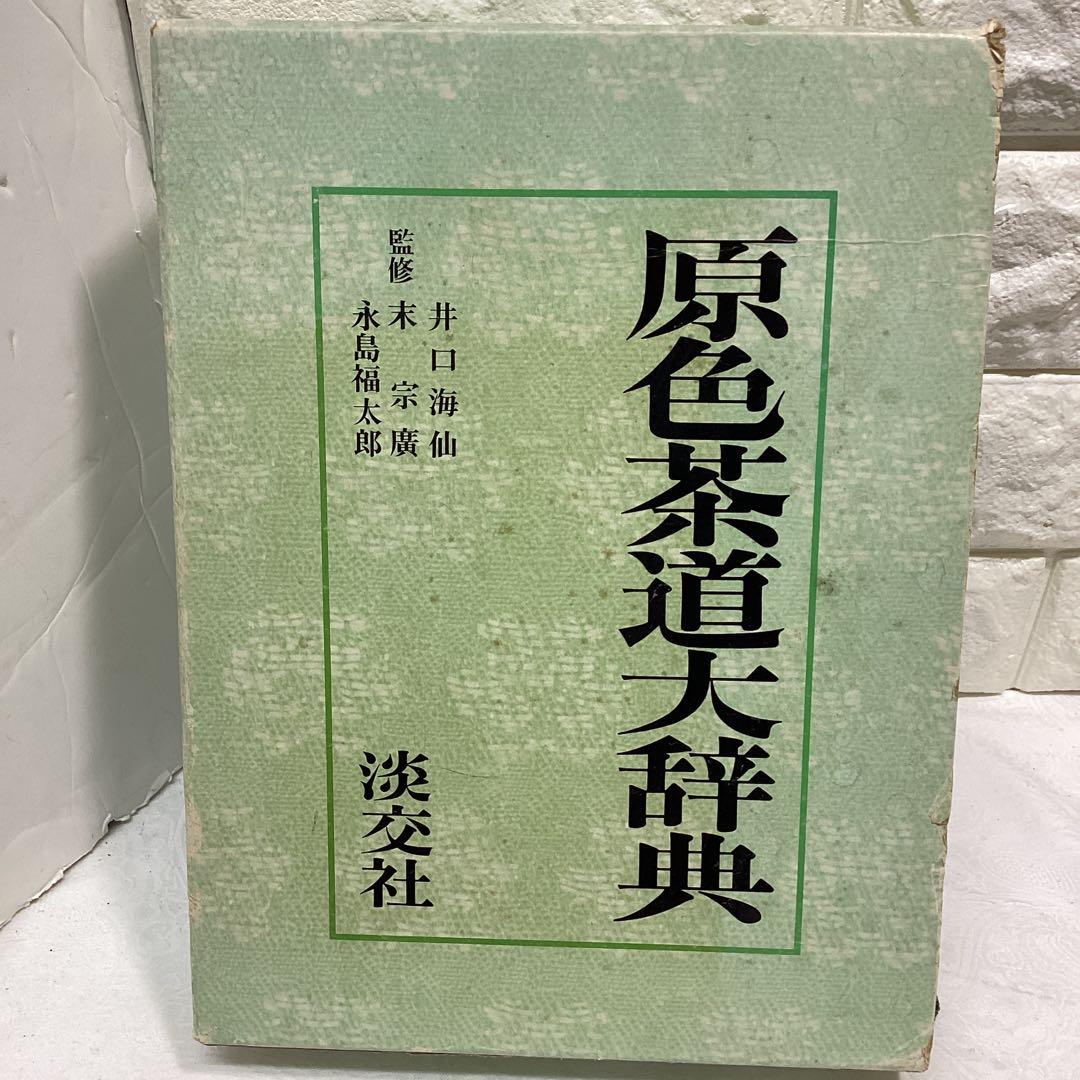 原色茶道大辞典
井口海仙
監修 末宗廣
永島福太郎
淡交社